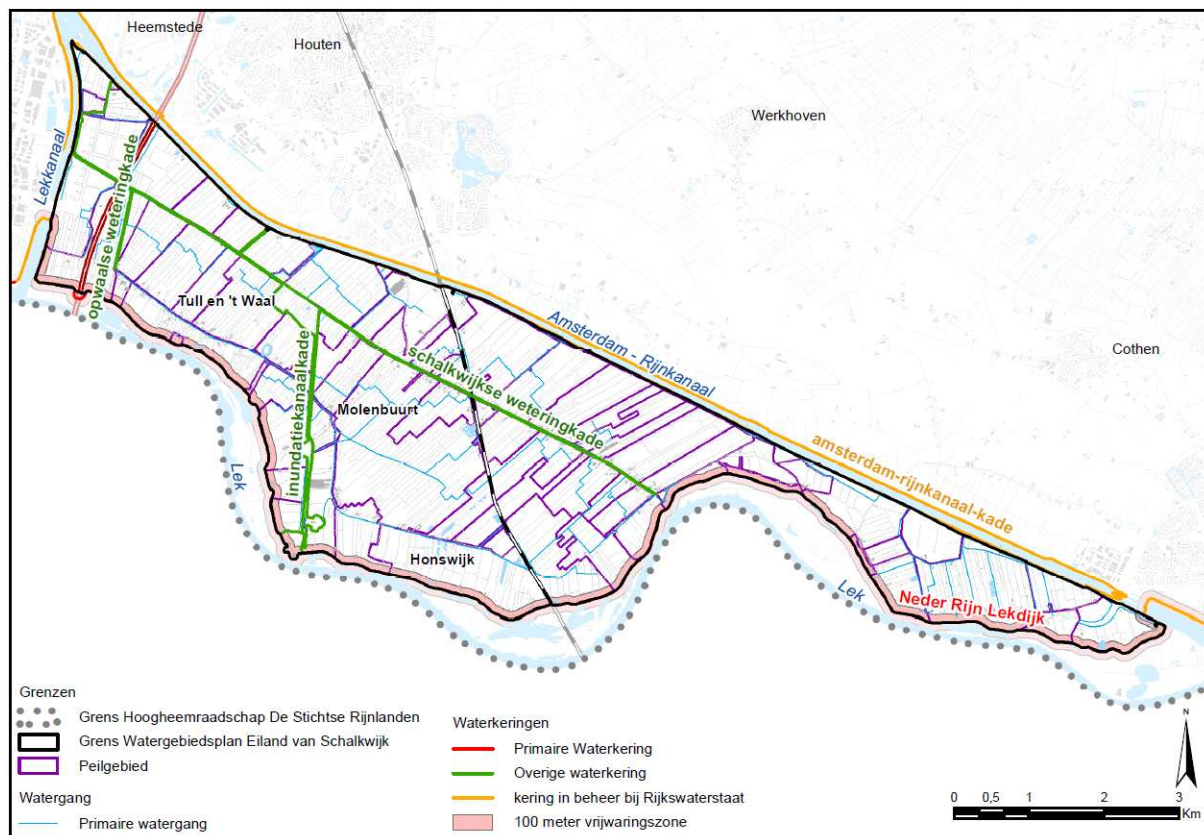 Heemstede
Houten
Werkhoven
Cothen
Lekkanaal
opwaalse weteringkade
Tull en 't Waal
inundatiekanaalkade
Molenbuurt
schalkwijkse weteringkade
Amsterdam - Rijnkanaal
amsterdam-rijnkanaal-kade
Lek
Honswijk
Lek
Neder Rijn Lekdijk
Grenzen
Grens Hoogheemraadschap De Stichtse Rijnlanden
Grens Watergebiedsplan Eiland van Schalkwijk
Peilgebied
Watergang
Primaire watergang
Waterkeringen
Primaire Waterkering
Overige waterkering
kering in beheer bij Rijkswaterstaat
100 meter vrijwaringszone
N
0 0,5 1 2 3
Km